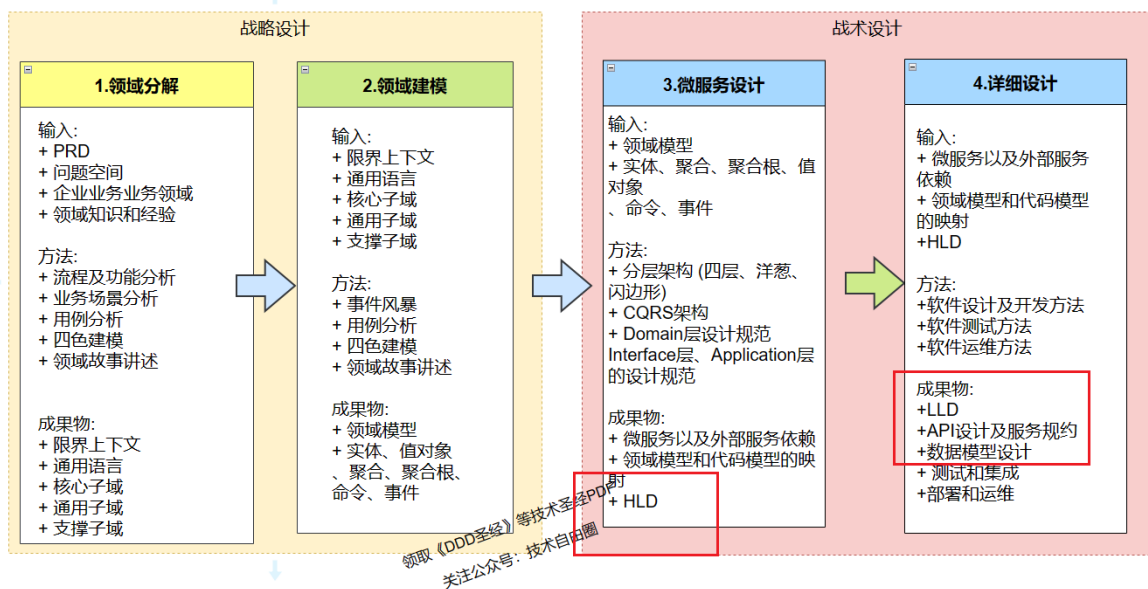 战略设计
1.领域分解
输入:
+ PRD
+ 问题空间
+ 企业业务业务领域
+ 领域知识和经验
方法:
+ 流程及功能分析
+ 业务场景分析
+ 用例分析
+ 四色建模
+ 领域故事讲述
成果物:
+ 限界上下文
+ 通用语言
+ 核心子域
+ 通用子域
+ 支撑子域
2.领域建模
输入:
+ 限界上下文
+ 通用语言
+ 核心子域
+ 通用子域
+ 支撑子域
方法:
+ 事件风暴
+ 用例分析
+ 四色建模
+ 领域故事讲述
成果物:
+ 领域模型
+ 实体、值对象
、聚合、聚合根、
命令、事件
战术设计
3.微服务设计
输入:
+ 领域模型
+ 实体、聚合、聚合根、值
对象
、命令、事件
方法:
+ 分层架构 (四层、洋葱、
闪边形)
+ CQRS架构
+ Domain层设计规范
Interface层、Application层
的设计规范
成果物:
+ 微服务以及外部服务依赖
+ 领域模型和代码模型的映
射
+ HLD
4.详细设计
输入:
+ 微服务以及外部服务
依赖
+ 领域模型和代码模型
的映射
+HLD
方法:
+软件设计及开发方法
+软件测试方法
+软件运维方法
成果物:
+LLD
+API设计及服务规约
+数据模型设计
+ 测试和集成
+部署和运维
领取《DDD圣经》等技术圣经PDF
关注公众号：技术自由圈